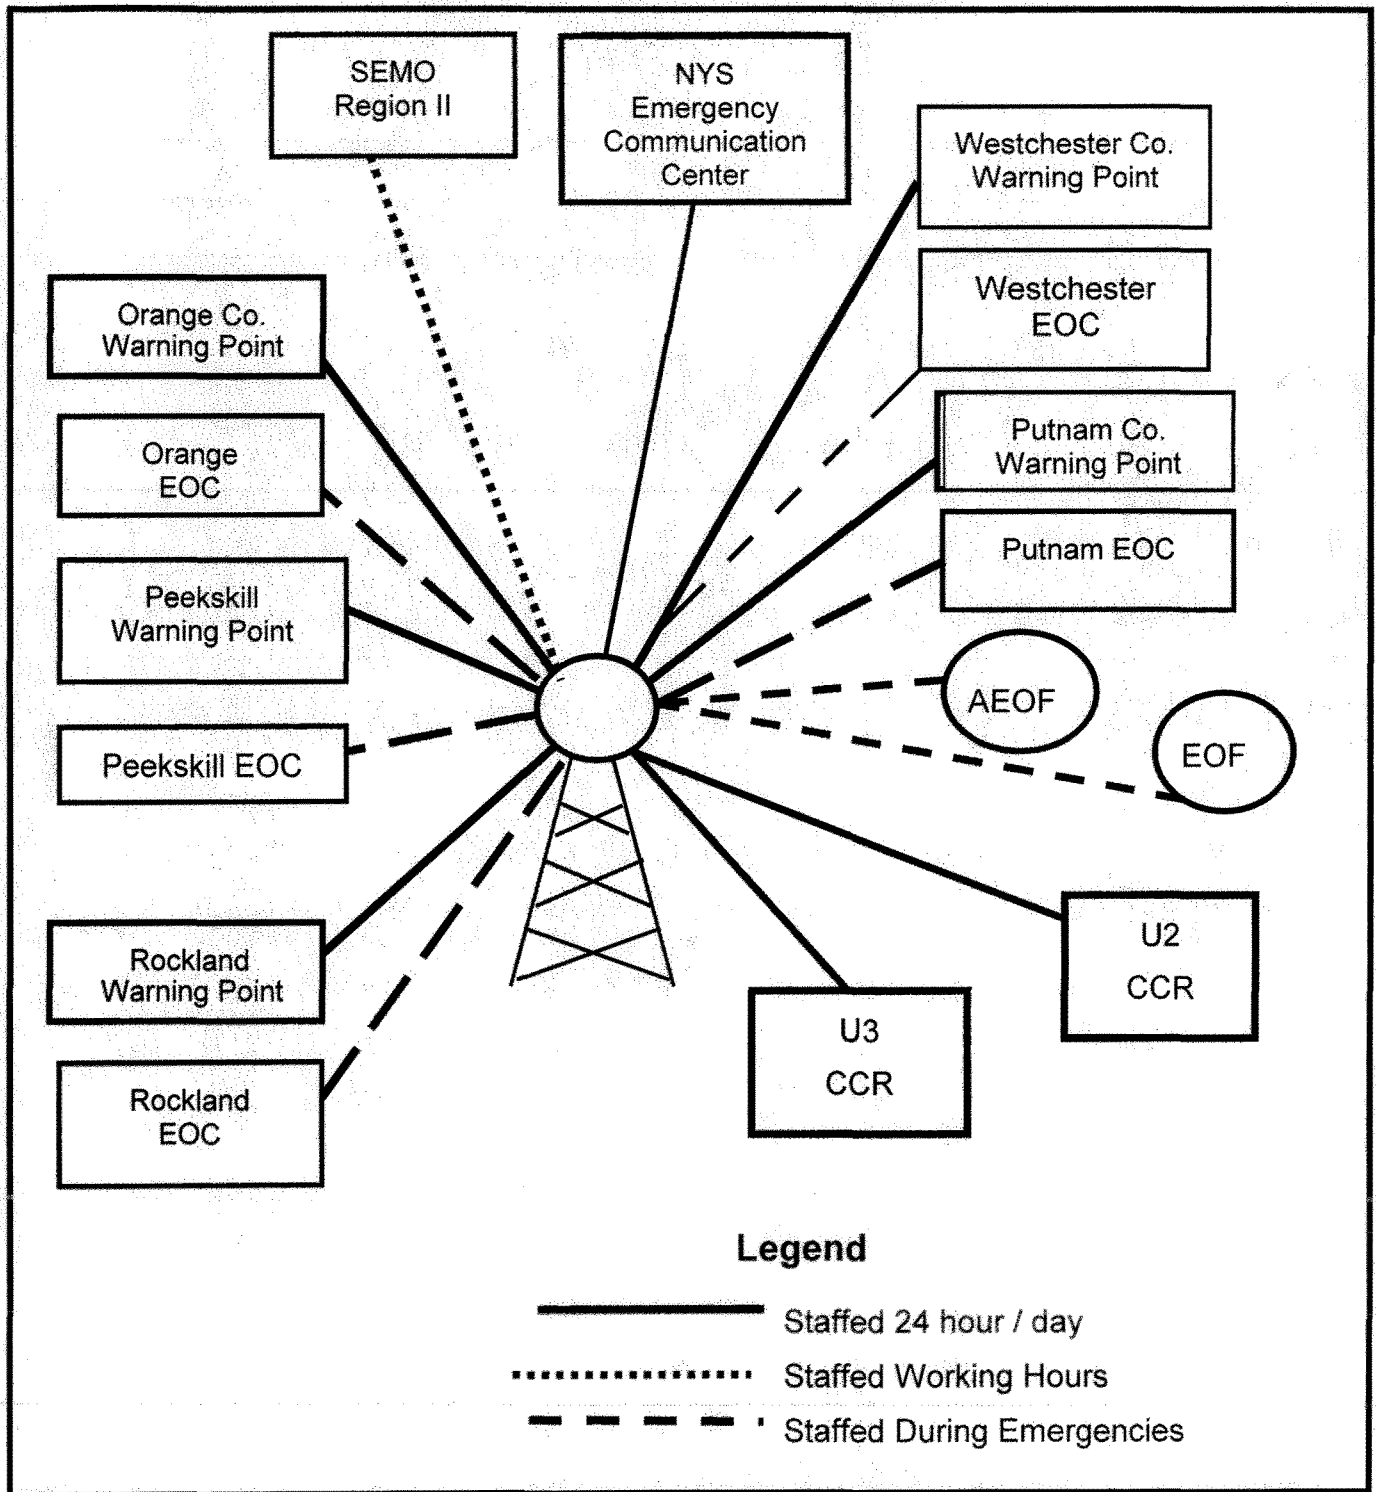 SEMO
Region II
NYS
Emergency
Communication
Center
Westchester Co.
Warning Point
Westchester
EOC
Orange Co.
Warning Point
Putnam Co.
Warning Point
Orange
EOC
Putnam EOC
Peekskill
Warning Point
AEOF
EOF
Peekskill EOC
U2
CCR
Rockland
Warning Point
U3
CCR
Rockland
EOC
Legend
Staffed 24 hour / day
Staffed Working Hours
Staffed During Emergencies